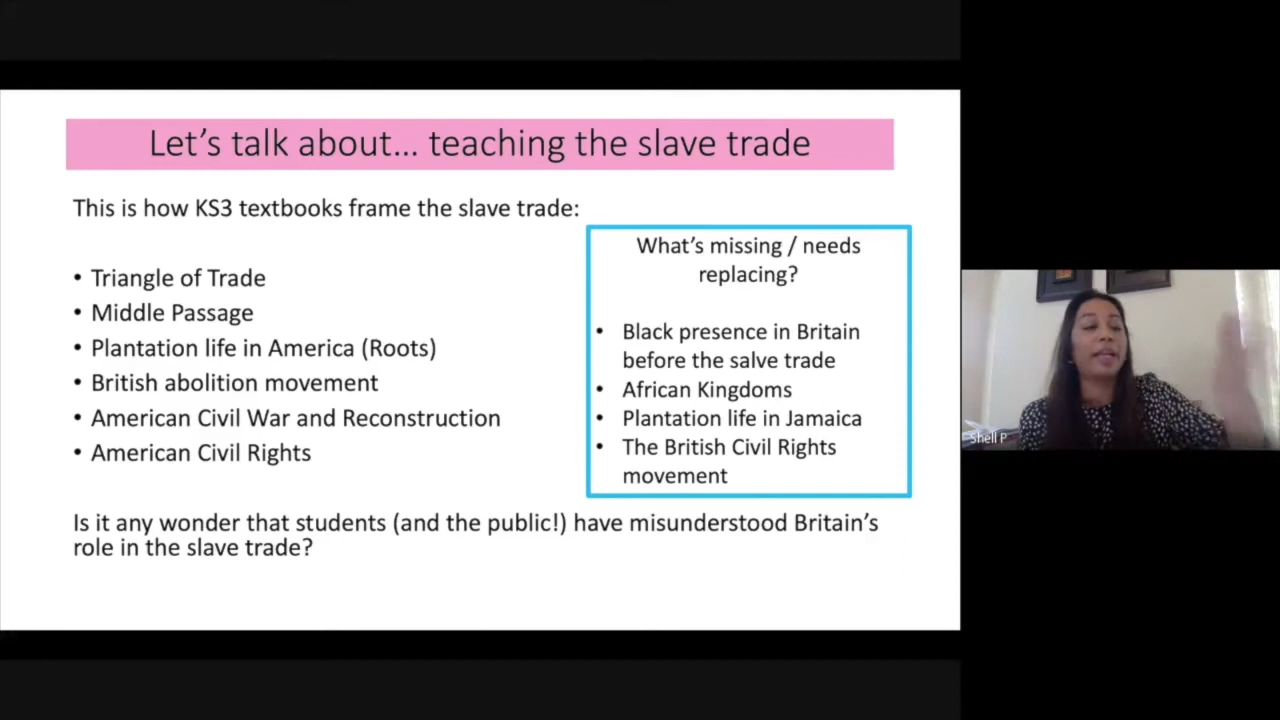 Let's talk about... teaching the slave trade
This is how KS3 textbooks frame the slave trade:
• Triangle of Trade
• Middle Passage
• Plantation life in America (Roots)
• British abolition movement
• American Civil War and Reconstruction
• American Civil Rights
What's missing / needs
replacing?
• Black presence in Britain
before the salve trade
• African Kingdoms
• Plantation life in Jamaica
• The British Civil Rights
movement
Is it any wonder that students (and the public!) have misunderstood Britain's
role in the slave trade?
Shell P